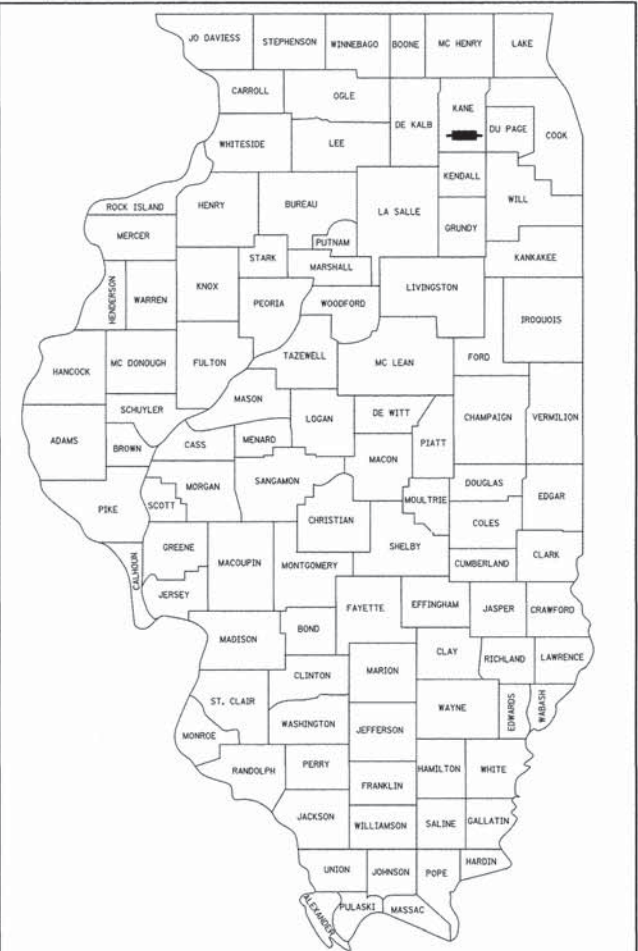 JO DAVIESS
STEPHENSON
WINNEBAGO
BOONE
MC HENRY
LAKE
CARROLL
OGLE
DE KALB
KANE
DU PAGE
COOK
WHITESIDE
LEE
KENDALL
WILL
ROCK ISLAND
HENRY
BUREAU
LA SALLE
GRUNDY
MERCER
PUTNAM
STARK
MARSHALL
KANKAKEE
HENDERSON
WARREN
KNOX
PEORIA
WOODFORD
LIVINGSTON
IROQUOIS
HANCOCK
MC DONOUGH
FULTON
TAZEWELL
MC LEAN
FORD
MASON
SCHUYLER
LOGAN
DE WITT
CHAMPAIGN
VERMILION
ADAMS
BROWN
CASS
MENARD
PIATT
MACON
PIKE
SCOTT
MORGAN
SANGAMON
MOULTRIE
DOUGLAS
EDGAR
CHRISTIAN
COLES
CALHOUN
GREENE
MACOUPIN
MONTGOMERY
SHELBY
CUMBERLAND
CLARK
JERSEY
FAYETTE
EFFINGHAM
JASPER
CRAWFORD
MADISON
BOND
CLAY
RICHLAND
LAWRENCE
CLINTON
MARION
ST. CLAIR
WAYNE
EDWARDS
WABASH
WASHINGTON
JEFFERSON
MONROE
RANDOLPH
PERRY
HAMILTON
WHITE
FRANKLIN
JACKSON
WILLIAMSON
SALINE
GALLATIN
UNION
JOHNSON
POPE
HARDIN
ALEXANDER
PULASKI
MASSAC